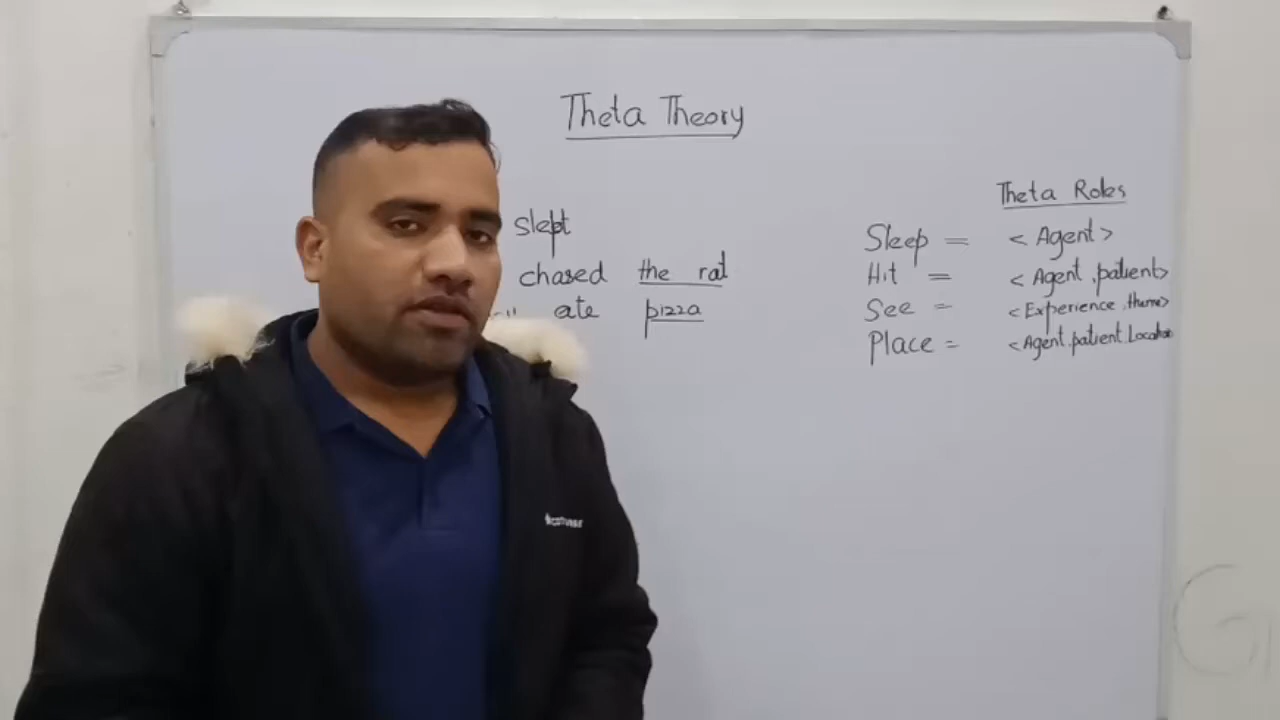 Theta Theory
slept
chased the rat
ate pizza
Theta Roles
Sleep = < Agent>
Hit = < Agent, patient>
See = < Experience, theme>
Place = < Agent, patient, Location